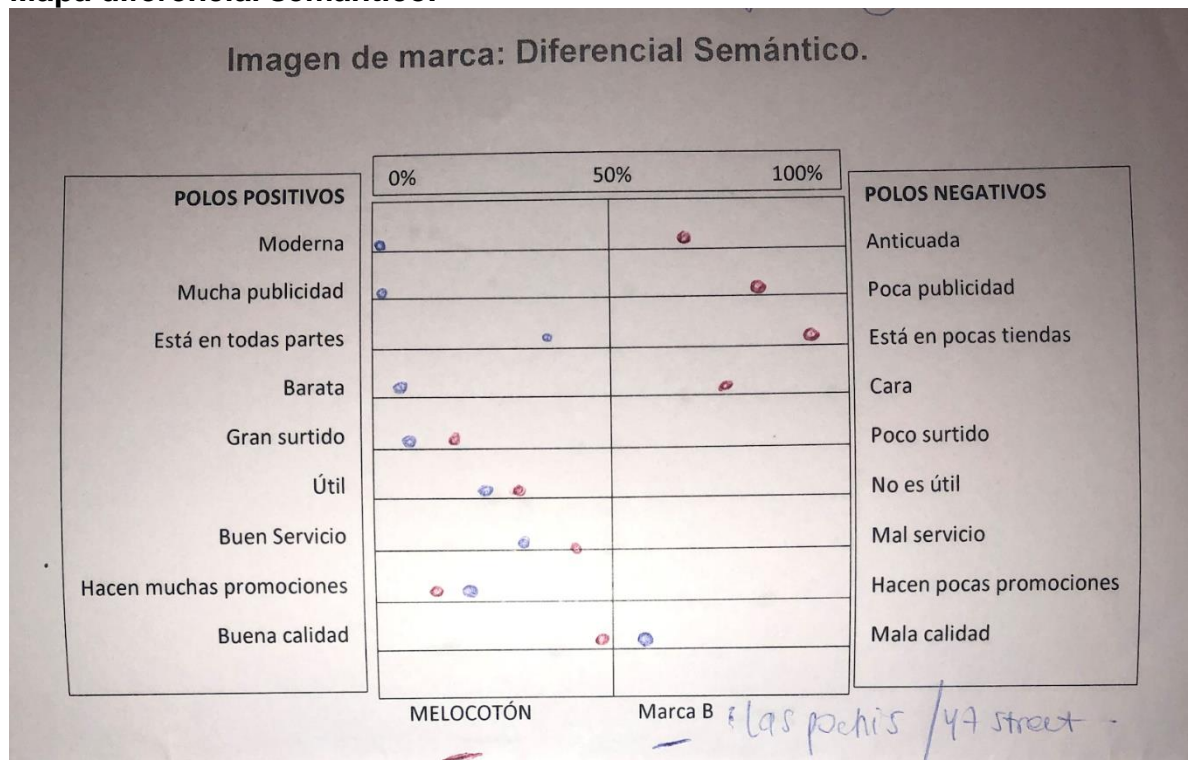 Mapa diferencial semántico:
Imagen de marca: Diferencial Semántico.
0% 50% 100%
POLOS POSITIVOS POLOS NEGATIVOS
Moderna Anticuada
Mucha publicidad Poca publicidad
Está en todas partes Está en pocas tiendas
Barata Cara
Gran surtido Poco surtido
Útil No es útil
Buen Servicio Mal servicio
Hacen muchas promociones Hacen pocas promociones
Buena calidad Mala calidad
MELOCOTÓN Marca B : las pochis / 47 street.